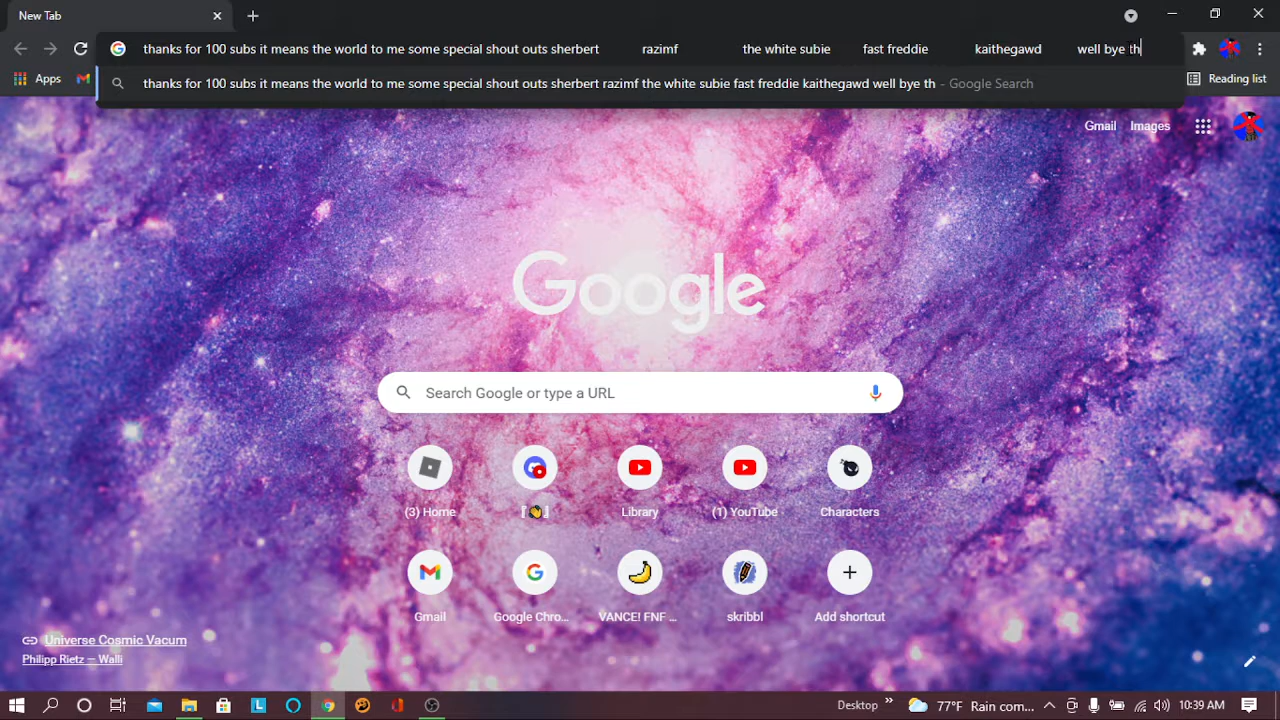 New Tab
thanks for 100 subs it means the world to me some special shout outs sherbert razimf the white subie fast freddie kaithegawd well bye th
Apps
thanks for 100 subs it means the world to me some special shout outs sherbert razimf the white subie fast freddie kaithegawd well bye th - Google Search
Reading list
Gmail Images
Google
Search Google or type a URL
(3) Home
Library
(1) YouTube
Characters
Gmail
Google Chro...
VANCE! FNF ...
skribbl
Add shortcut
Universe Cosmic Vacum
Philipp Rietz — Walli
Desktop
77°F Rain com...
10:39 AM